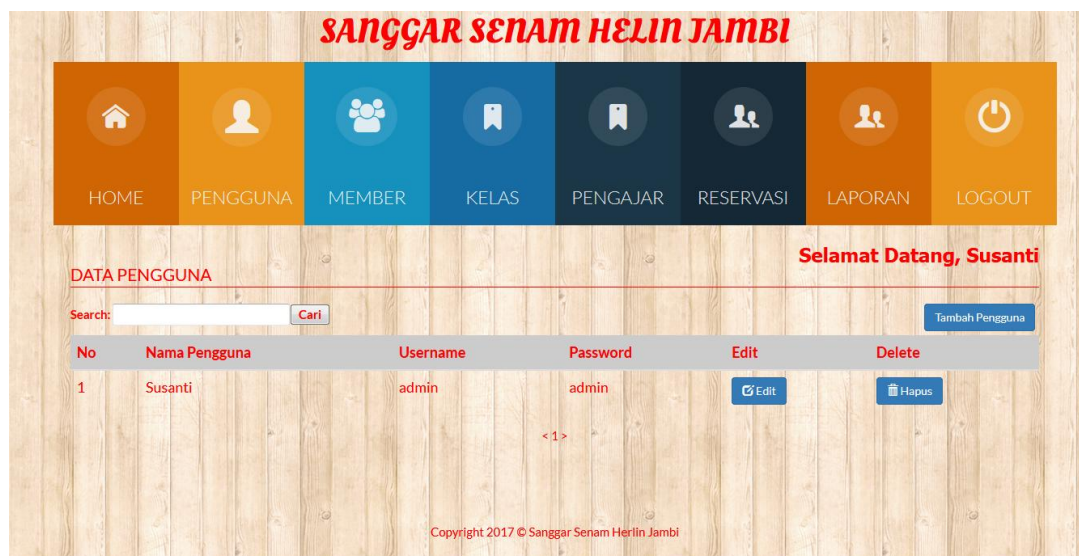 SANGGAR SENAM HELIN JAMBI
HOME PENGGUNA MEMBER KELAS PENGAJAR RESERVASI LAPORAN LOGOUT
Selamat Datang, Susanti
DATA PENGGUNA
Search: Cari Tambah Pengguna
No Nama Pengguna Username Password Edit Delete
1 Susanti admin admin Edit Hapus
< 1 >
Copyright 2017 © Sanggar Senam Herlin Jambi